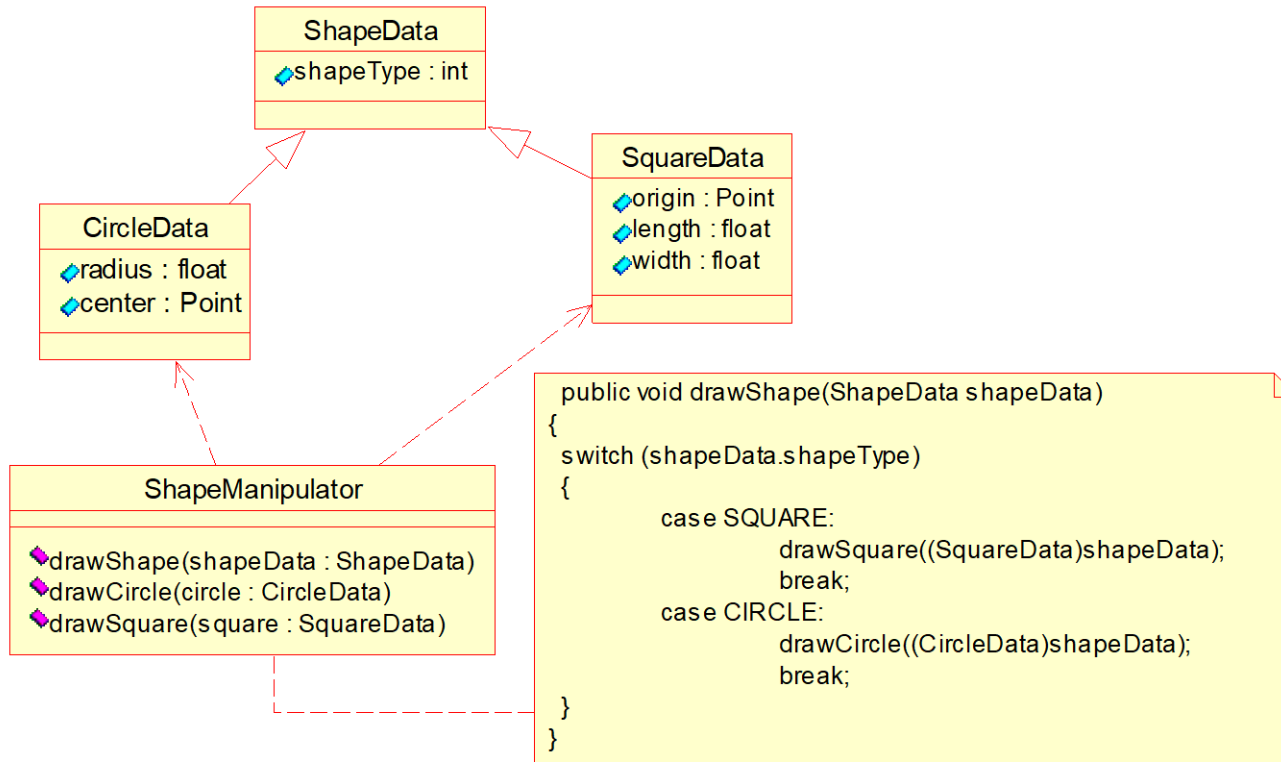 ShapeData
shapeType : int
SquareData
origin : Point
length : float
width : float
CircleData
radius : float
center : Point
ShapeManipulator
drawShape(shapeData : ShapeData)
drawCircle(circle : CircleData)
drawSquare(square : SquareData)
public void drawShape(ShapeData shapeData)
{
switch (shapeData.shapeType)
{
case SQUARE:
drawSquare((SquareData)shapeData);
break;
case CIRCLE:
drawCircle((CircleData)shapeData);
break;
}
}